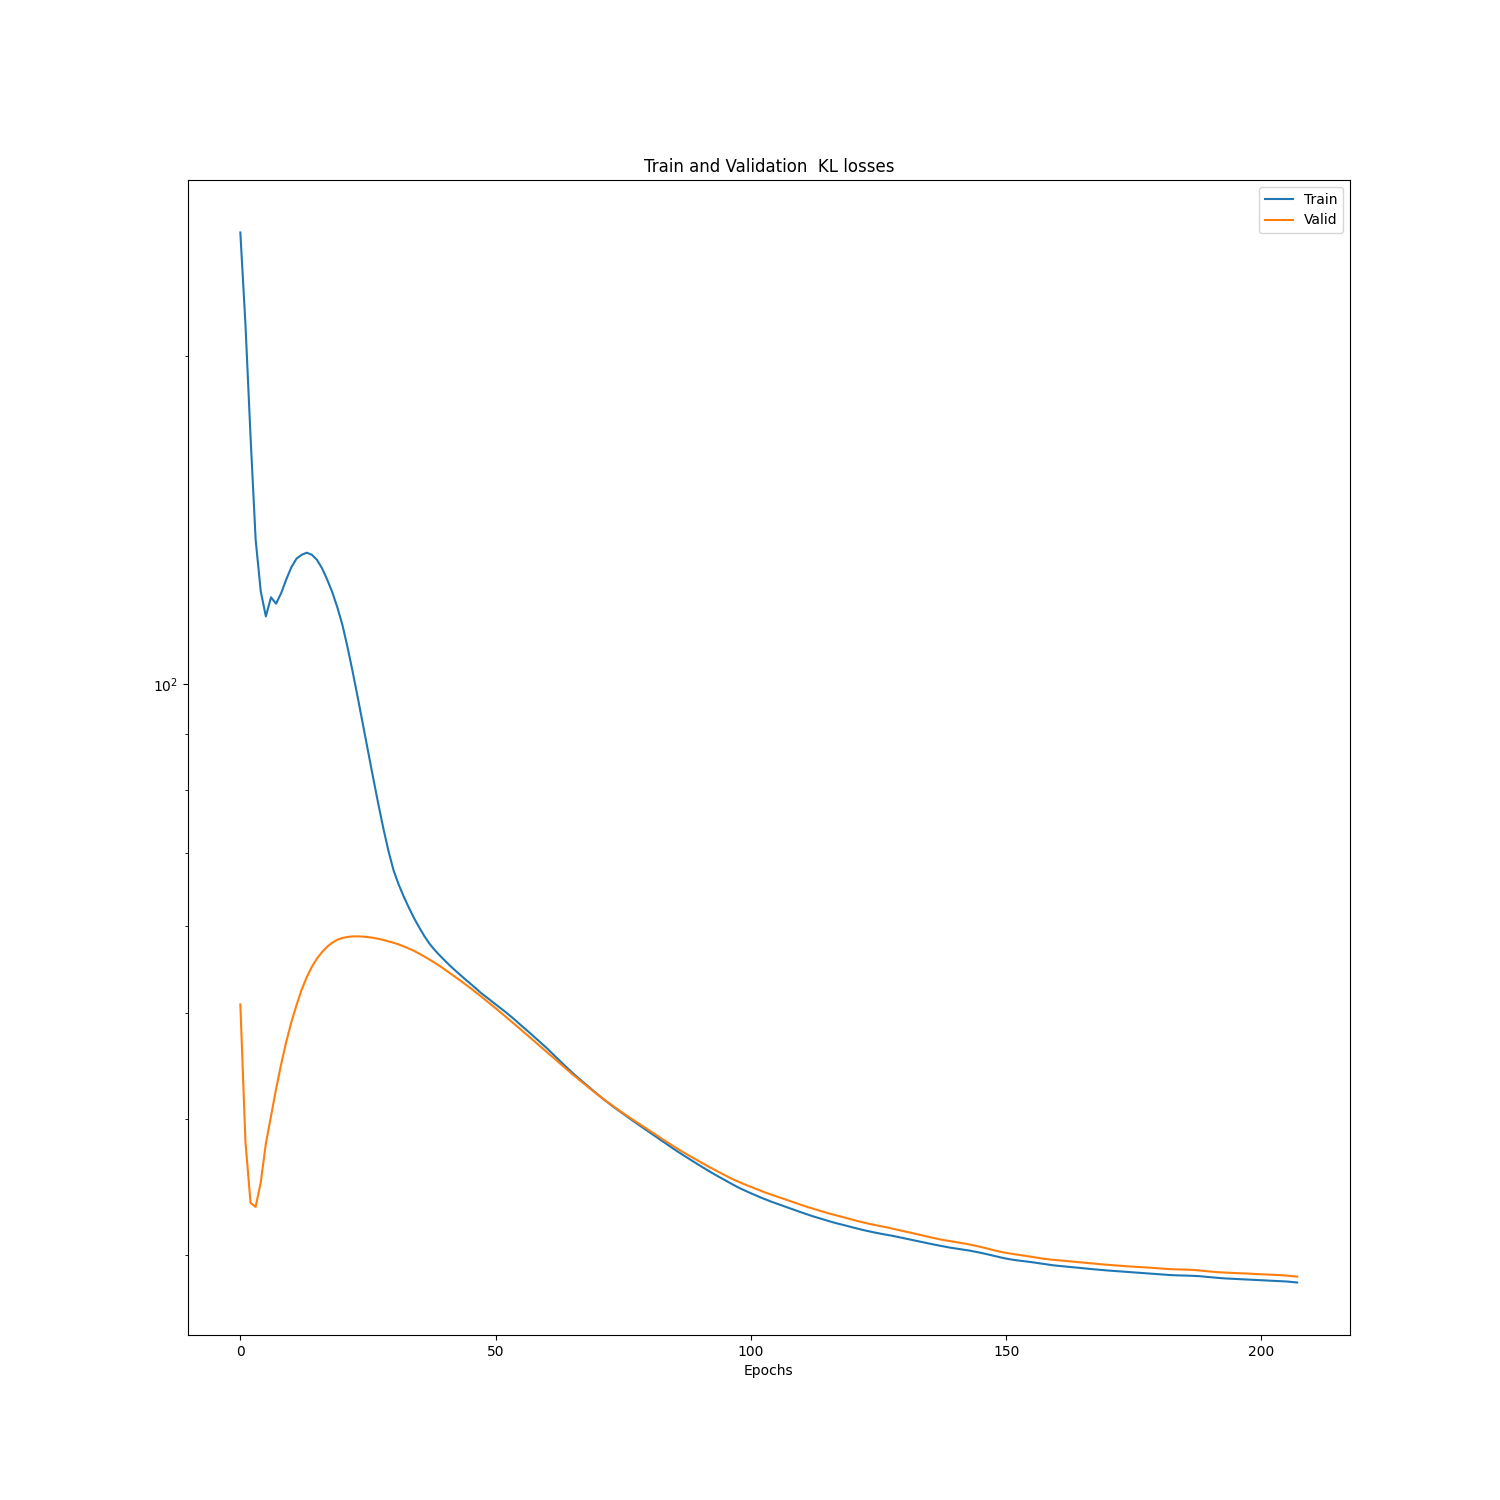 Train and Validation  KL losses
Train
Valid
10²
0 50 100 150 200
Epochs